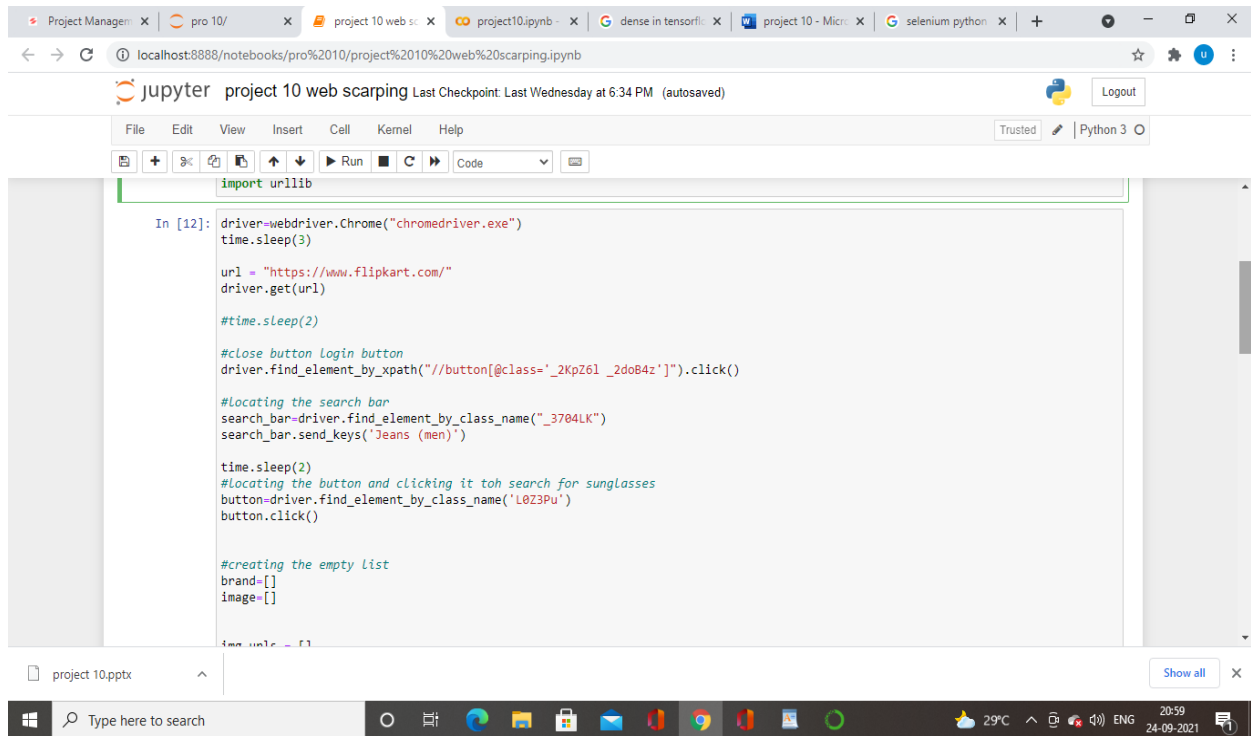 Project Managem
pro 10/
project 10 web sc
project10.ipynb -
dense in tensorflo
project 10 - Micro
selenium python
localhost:8888/notebooks/pro%2010/project%2010%20web%20scarping.ipynb
U
jupyter project 10 web scarping Last Checkpoint: Last Wednesday at 6:34 PM (autosaved)
Logout
File Edit View Insert Cell Kernel Help
Trusted Python 3
Run Code
import urllib
In [12]: driver=webdriver.Chrome("chromedriver.exe")
time.sleep(3)
url = "https://www.flipkart.com/"
driver.get(url)
#time.sleep(2)
#close button login button
driver.find_element_by_xpath("//button[@class='_2KpZ6l _2doB4z']").click()
#locating the search bar
search_bar=driver.find_element_by_class_name("_3704LK")
search_bar.send_keys('Jeans (men)')
time.sleep(2)
#locating the button and clicking it toh search for sunglasses
button=driver.find_element_by_class_name('L0Z3Pu')
button.click()
#creating the empty list
brand=[]
image=[]
img_urls = []
project 10.pptx
Show all
Type here to search
29°C
ENG
20:59
24-09-2021